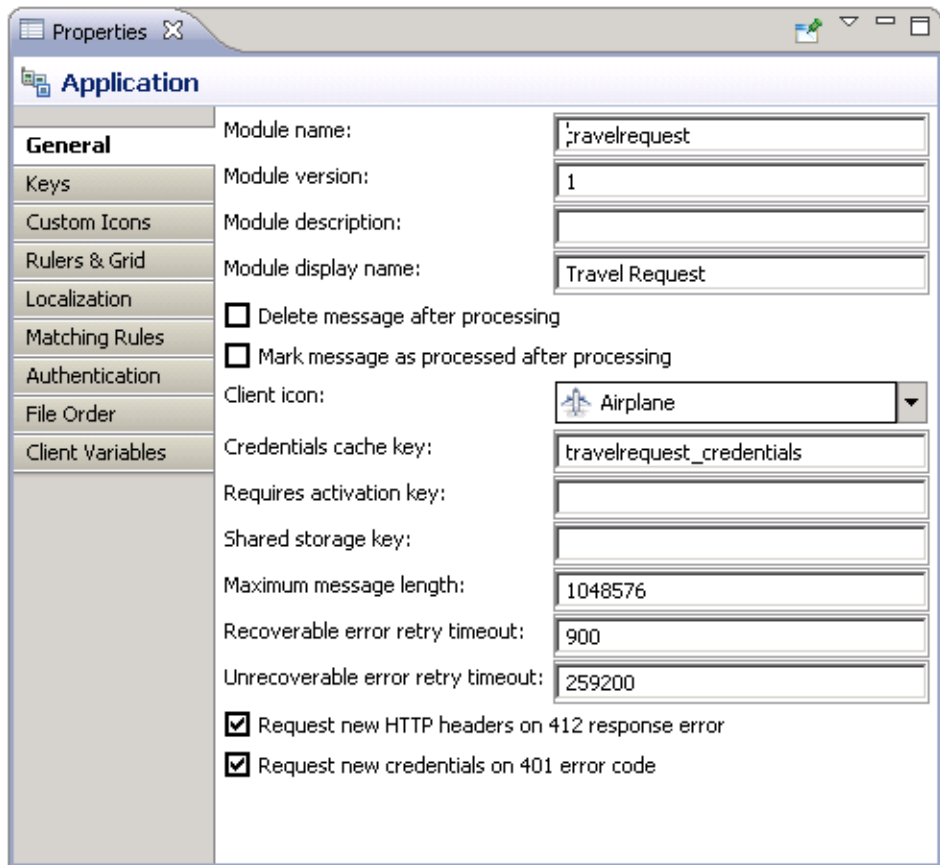 Properties
Application
General
Keys
Custom Icons
Rulers & Grid
Localization
Matching Rules
Authentication
File Order
Client Variables
Module name: travelrequest
Module version: 1
Module description:
Module display name: Travel Request
Delete message after processing
Mark message as processed after processing
Client icon: Airplane
Credentials cache key: travelrequest_credentials
Requires activation key:
Shared storage key:
Maximum message length: 1048576
Recoverable error retry timeout: 900
Unrecoverable error retry timeout: 259200
Request new HTTP headers on 412 response error
Request new credentials on 401 error code